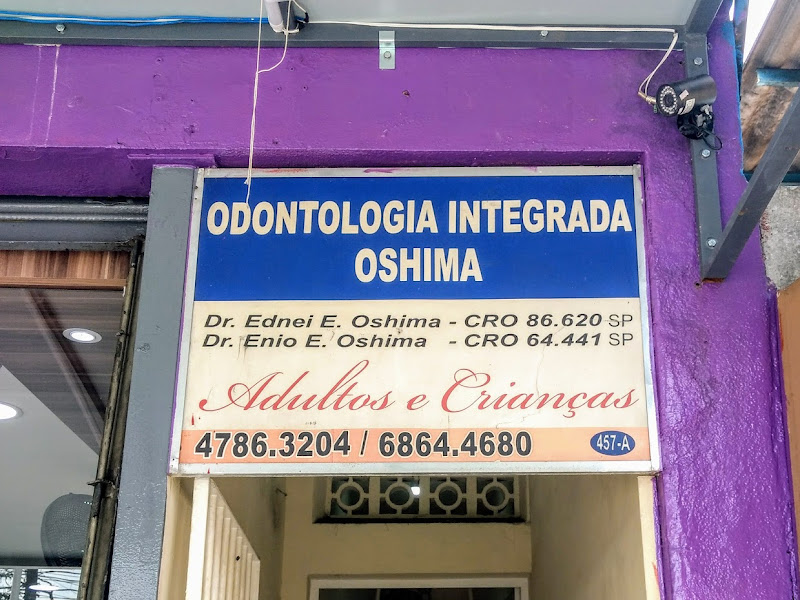 ODONTOLOGIA INTEGRADA
OSHIMA
Dr. Ednei E. Oshima - CRO 86.620 SP
Dr. Enio E. Oshima - CRO 64.441 SP
Adultos e Crianças
4786.3204 / 6864.4680 457-A